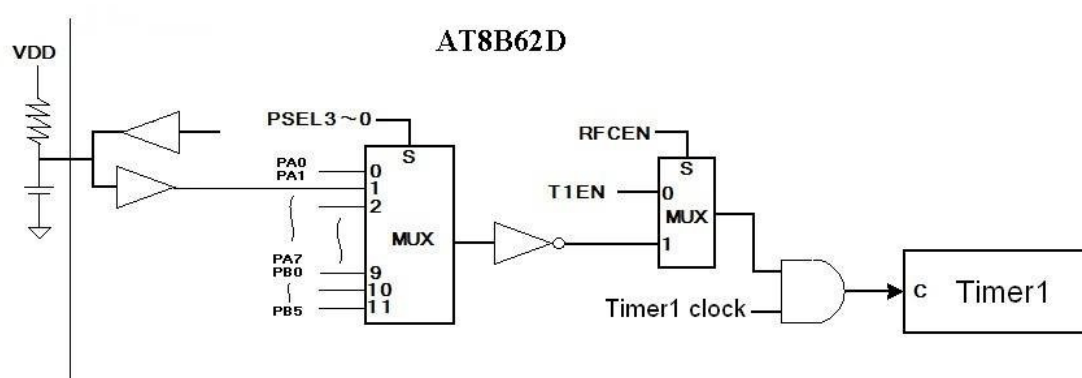 AT8B62D
VDD
PSEL3~0
S
RFCEN
S
PA0
PA1
0
1
2
T1EN
0
MUX
MUX
1
PA7
PB0
9
10
PB5
11
Timer1 clock
C
Timer1